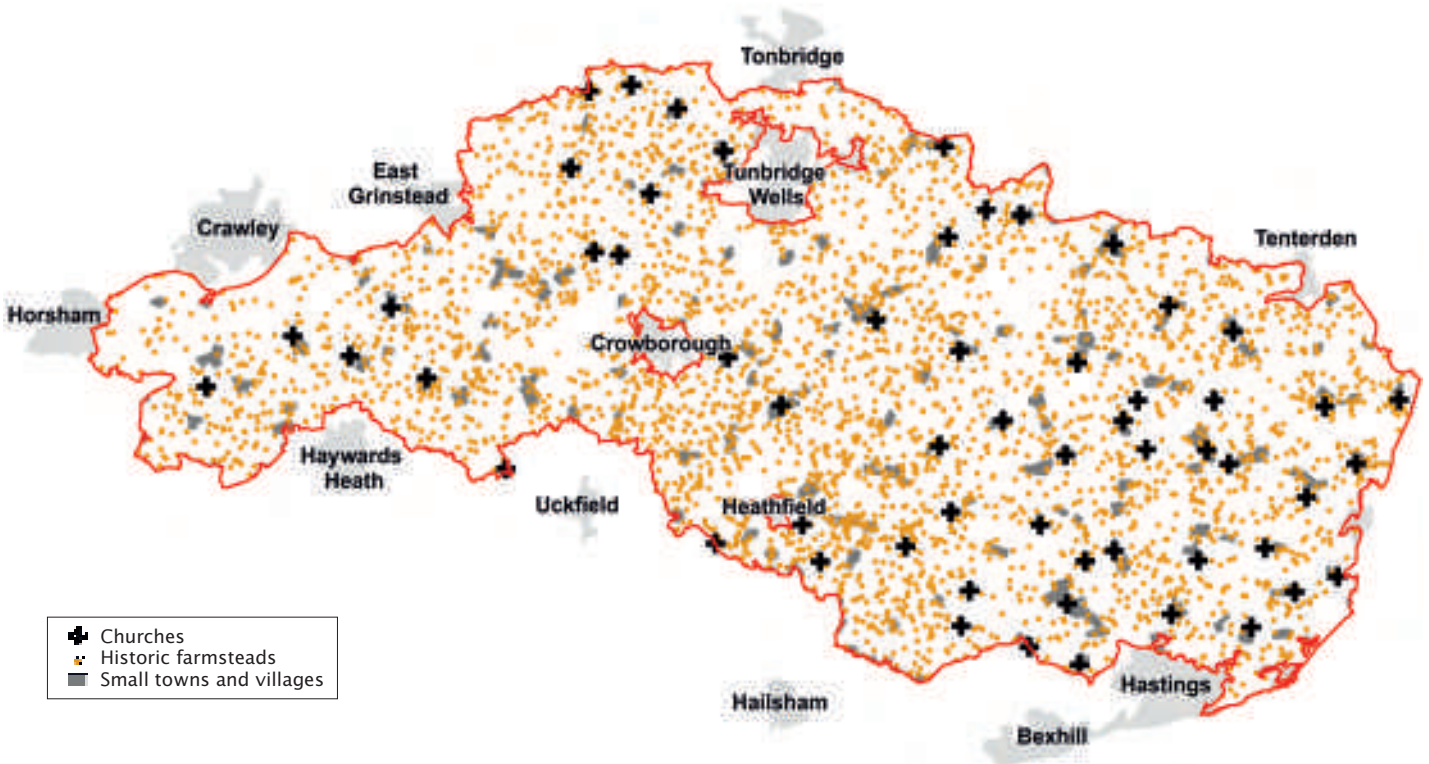 Tonbridge
East
Grinstead
Tunbridge
Wells
Crawley
Tenterden
Horsham
Crowborough
Haywards
Heath
Uckfield
Heathfield
Churches
Historic farmsteads
Small towns and villages
Hastings
Hailsham
Bexhill